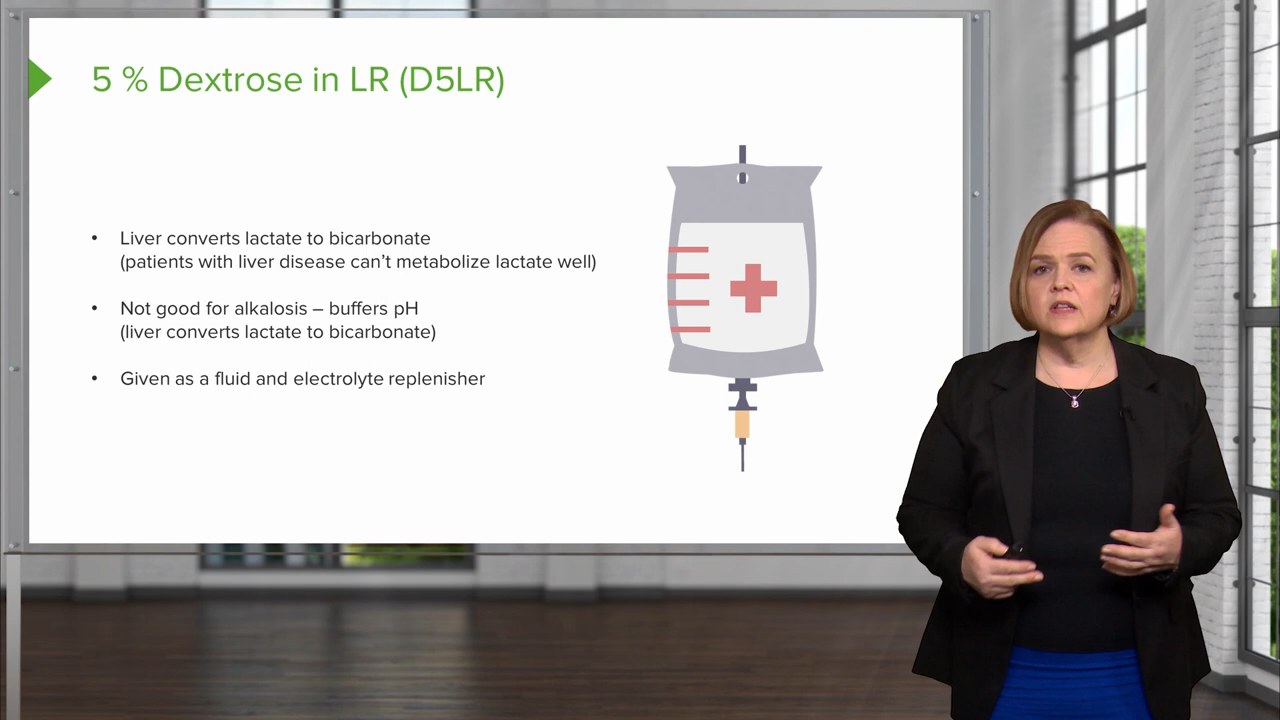 5 % Dextrose in LR (D5LR)
• Liver converts lactate to bicarbonate
(patients with liver disease can’t metabolize lactate well)
• Not good for alkalosis – buffers pH
(liver converts lactate to bicarbonate)
• Given as a fluid and electrolyte replenisher